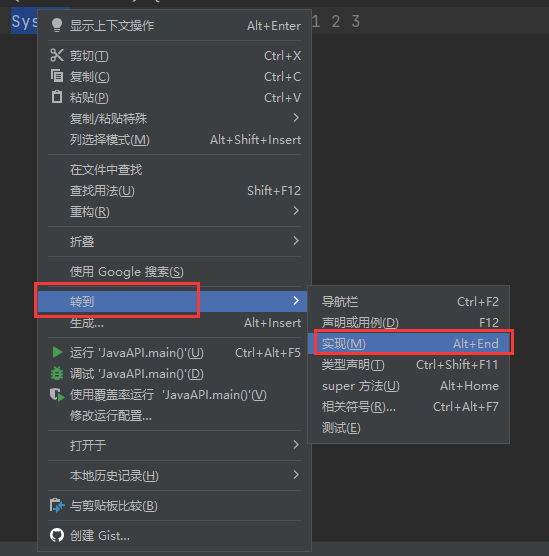 Sys
1 2 3
显示上下文操作 Alt+Enter
剪切(T) Ctrl+X
复制(C) Ctrl+C
粘贴(P) Ctrl+V
复制/粘贴特殊
列选择模式(M) Alt+Shift+Insert
在文件中查找
查找用法(U) Shift+F12
重构(R)
折叠
使用 Google 搜索(S)
转到
生成... Alt+Insert
运行 'JavaAPI.main()'(U) Ctrl+Alt+F5
调试 'JavaAPI.main()'(D)
使用覆盖率运行 'JavaAPI.main()'(V)
修改运行配置...
打开于
本地历史记录(H)
与剪贴板比较(B)
创建 Gist...
导航栏 Ctrl+F2
声明或用例(D) F12
实现(M) Alt+End
类型声明(T) Ctrl+Shift+F11
super 方法(U) Alt+Home
相关符号(R)... Ctrl+Alt+F7
测试(E)